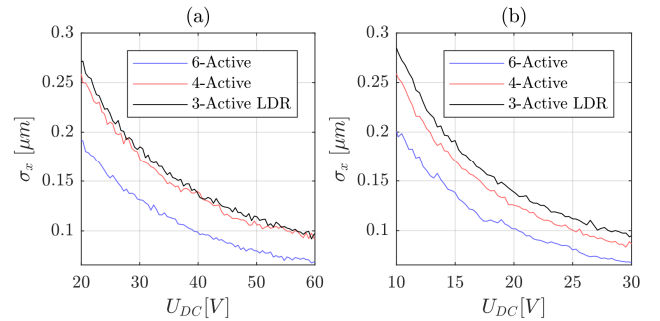 (a)
0.3
0.25
0.2
0.15
0.1
σx [μm]
6-Active
4-Active
3-Active LDR
20 30 40 50 60
UDC[V]
(b)
0.3
0.25
0.2
0.15
0.1
σx [μm]
6-Active
4-Active
3-Active LDR
10 15 20 25 30
UDC[V]